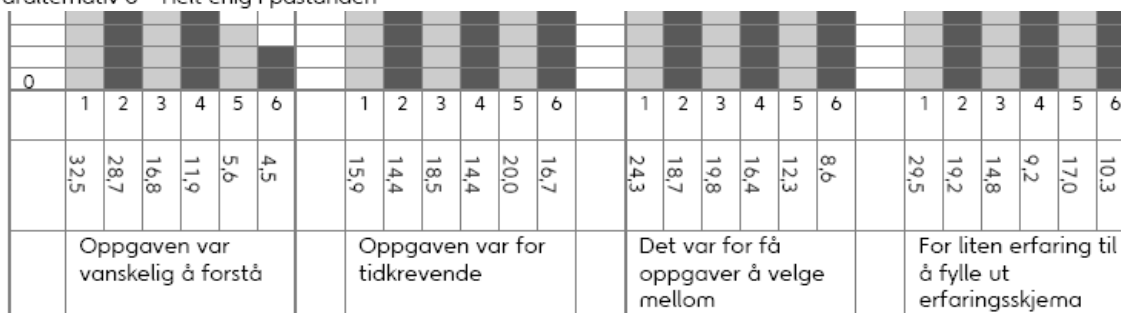 0
1 2 3 4 5 6 1 2 3 4 5 6 1 2 3 4 5 6 1 2 3 4 5 6
32,5 28,7 16,8 11,9 5,6 4,5 15,9 14,4 18,5 14,4 20,0 16,7 24,3 18,7 19,8 16,4 12,3 8,6 29,5 19,2 14,8 9,2 17,0 10,3
Oppgaven var
vanskelig å forstå
Oppgaven var for
tidkrevende
Det var for få
oppgaver å velge
mellom
For liten erfaring til
å fylle ut
erfaringsskjema